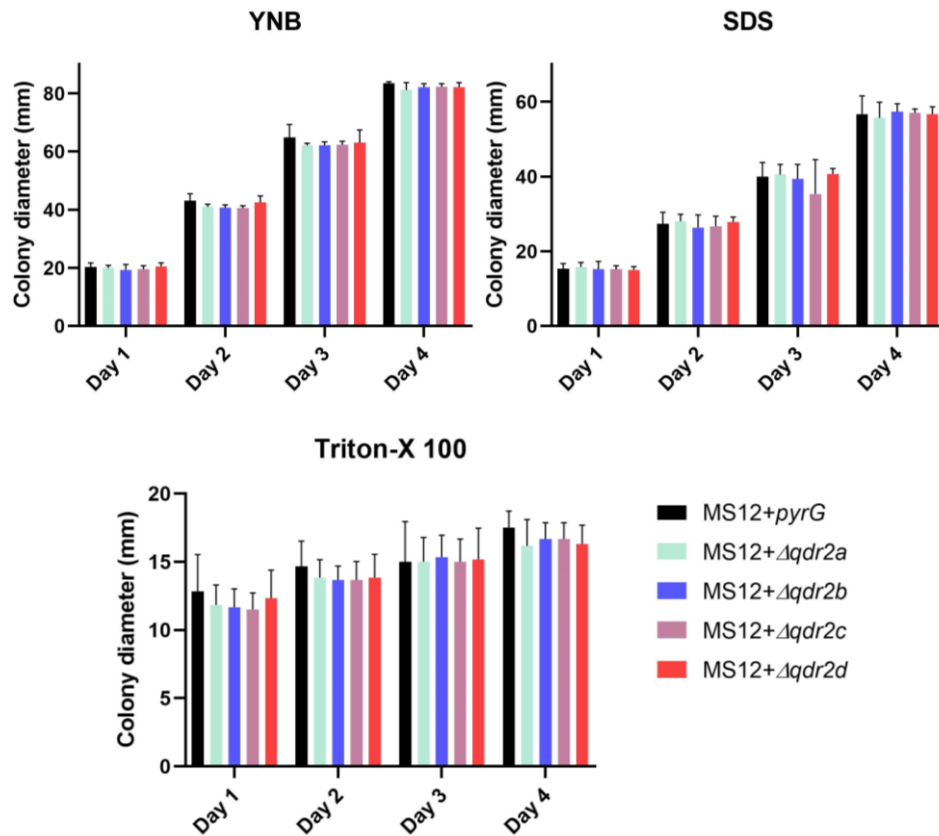 YNB
Colony diameter (mm)
80
60
40
20
0
Day 1
Day 2
Day 3
Day 4
SDS
Colony diameter (mm)
60
40
20
0
Day 1
Day 2
Day 3
Day 4
Triton-X 100
Colony diameter (mm)
20
15
10
5
0
Day 1
Day 2
Day 3
Day 4
MS12+pyrG
MS12+Δqdr2a
MS12+Δqdr2b
MS12+Δqdr2c
MS12+Δqdr2d